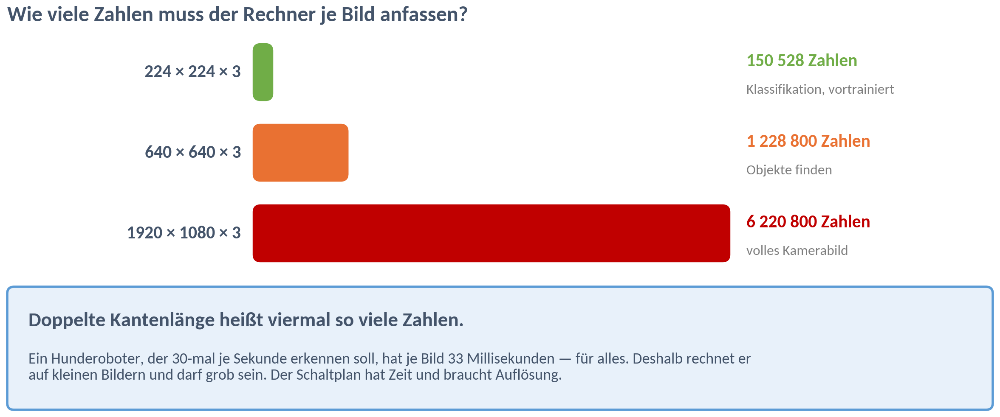 Wie viele Zahlen muss der Rechner je Bild anfassen?
224 × 224 × 3
150 528 Zahlen
Klassifikation, vortrainiert
640 × 640 × 3
1 228 800 Zahlen
Objekte finden
1920 × 1080 × 3
6 220 800 Zahlen
volles Kamerabild
Doppelte Kantenlänge heißt viermal so viele Zahlen.
Ein Hunderoboter, der 30-mal je Sekunde erkennen soll, hat je Bild 33 Millisekunden — für alles. Deshalb rechnet er
auf kleinen Bildern und darf grob sein. Der Schaltplan hat Zeit und braucht Auflösung.